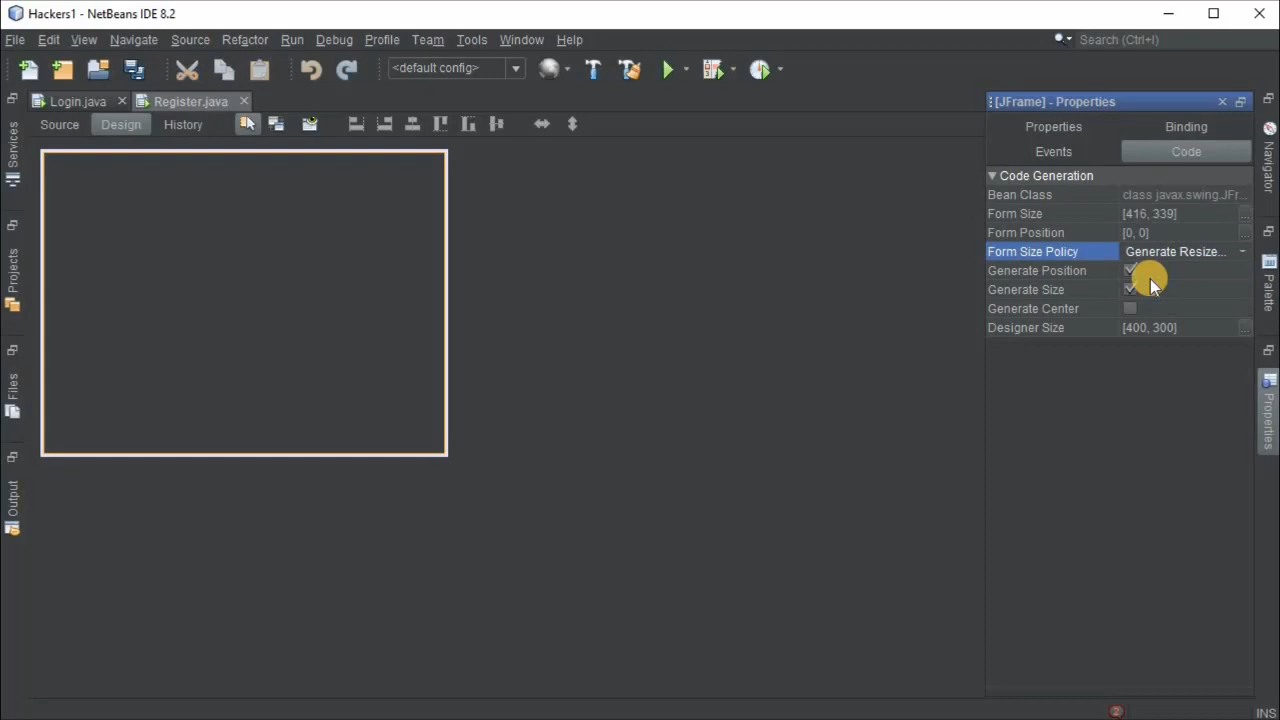 Hackers1 - NetBeans IDE 8.2
File Edit View Navigate Source Refactor Run Debug Profile Team Tools Window Help
Search (Ctrl+I)
<default config>
Login.java
Register.java
Source Design History
[JFrame] - Properties
Properties Binding
Events Code
Code Generation
Bean Class class javax.swing.JFr...
Form Size [416, 339] ...
Form Position [0, 0] ...
Form Size Policy Generate Resize...
Generate Position
Generate Size
Generate Center
Designer Size [400, 300] ...
Services
Projects
Files
Output
Navigator
Palette
Properties
2
INS